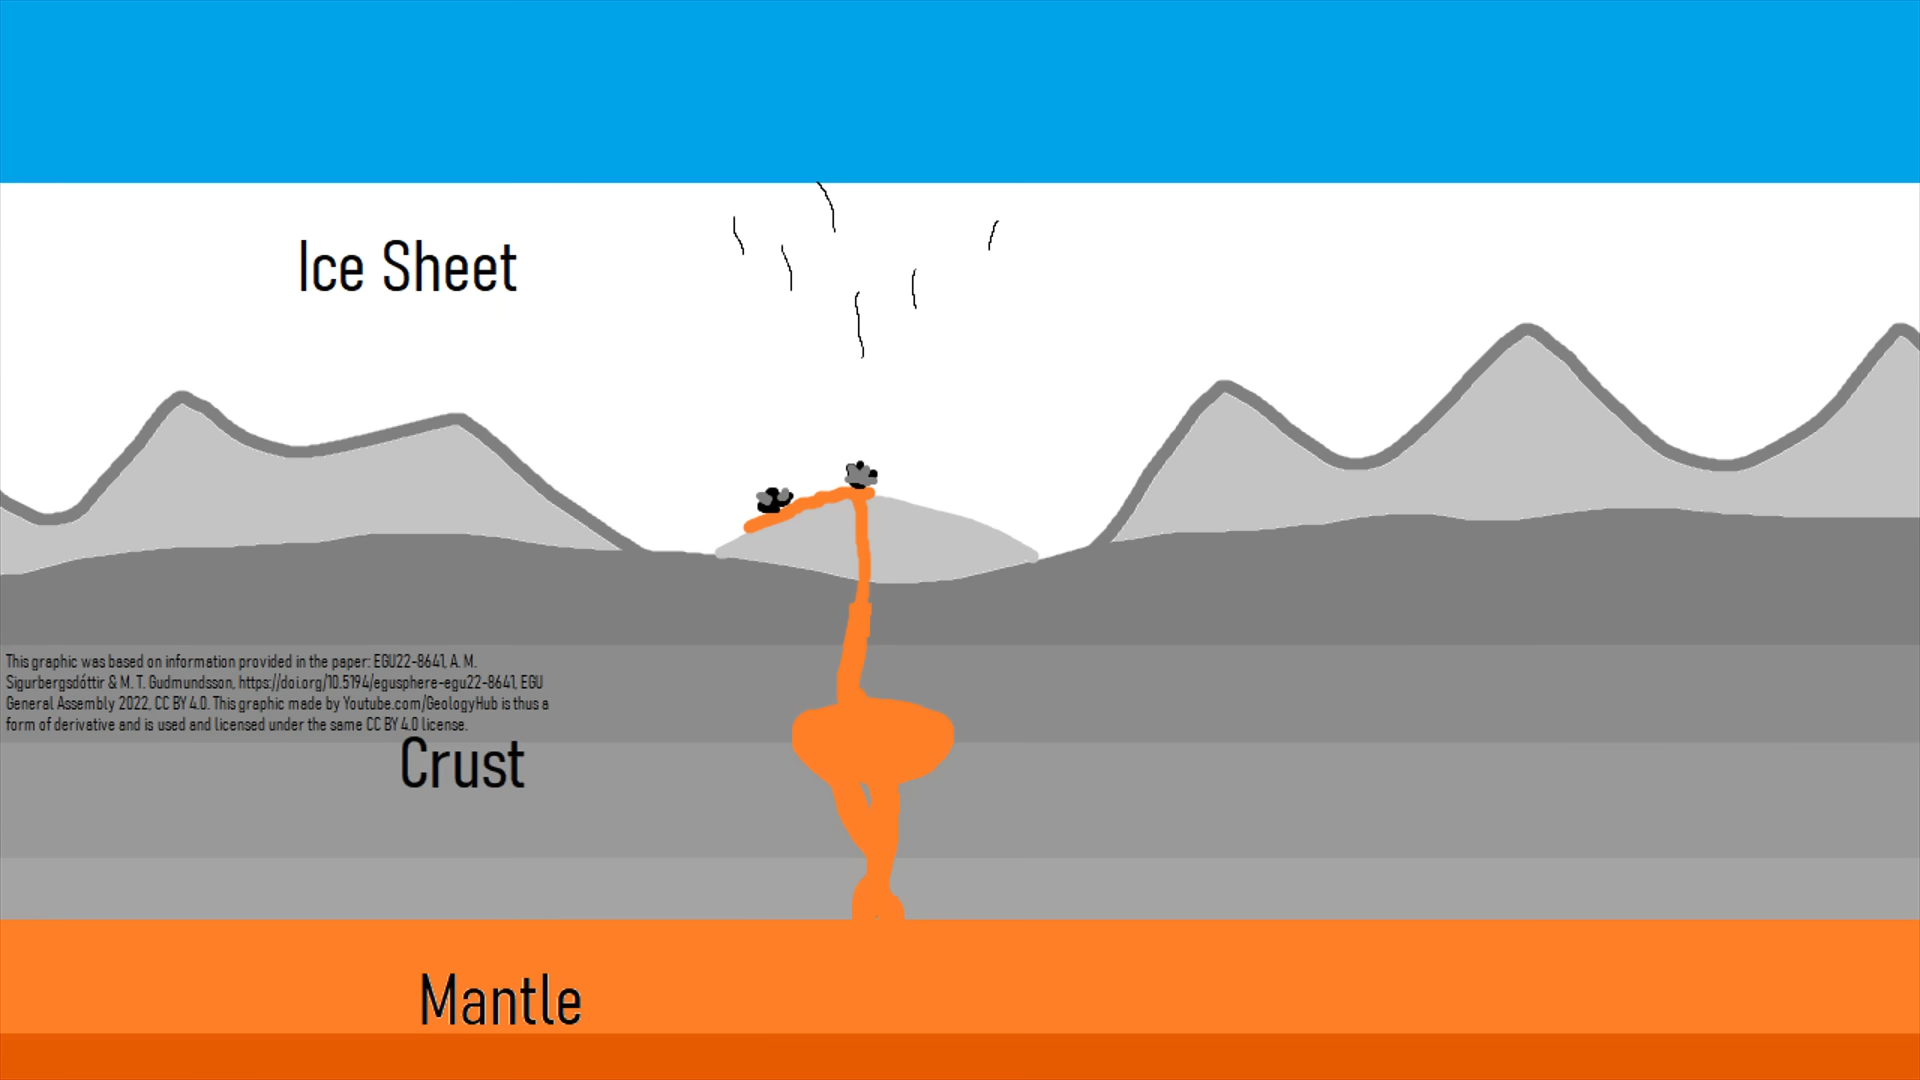 Ice Sheet
This graphic was based on information provided in the paper: EGU22-8641, A. M.
Sigurbergsdóttir & M. T. Gudmundsson, https://doi.org/10.5194/egusphere-egu22-8641, EGU
General Assembly 2022, CC BY 4.0. This graphic made by Youtube.com/GeologyHub is thus a
form of derivative and is used and licensed under the same CC BY 4.0 license.
Crust
Mantle